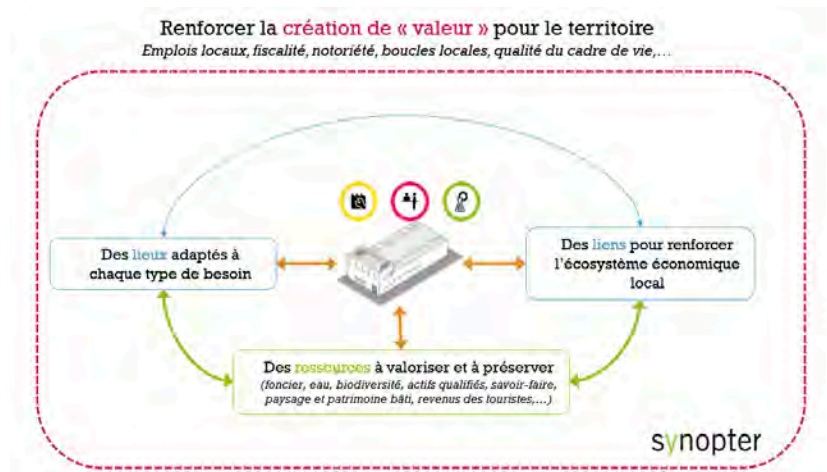 Renforcer la création de « valeur » pour le territoire
Emplois locaux, fiscalité, notoriété, boucles locales, qualité du cadre de vie,…
Des lieux adaptés à
chaque type de besoin
Des liens pour renforcer
l'écosystème économique
local
Des ressources à valoriser et à préserver
(foncier, eau, biodiversité, actifs qualifiés, savoir-faire,
paysage et patrimoine bâti, revenus des touristes,…)
synopter